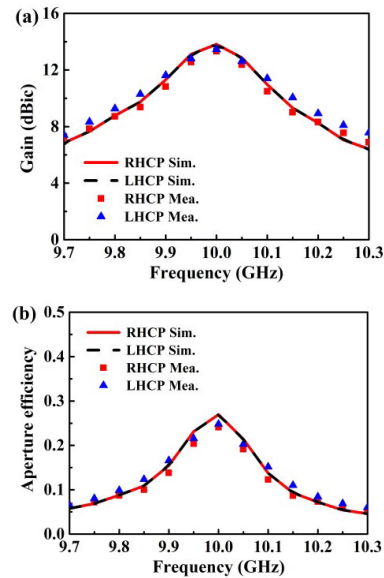 (a)
16
12
8
4
0
Gain (dBic)
RHCP Sim.
LHCP Sim.
RHCP Mea.
LHCP Mea.
9.7 9.8 9.9 10.0 10.1 10.2 10.3
Frequency (GHz)
(b)
0.5
0.4
0.3
0.2
0.1
0.0
Aperture efficiency
RHCP Sim.
LHCP Sim.
RHCP Mea.
LHCP Mea.
9.7 9.8 9.9 10.0 10.1 10.2 10.3
Frequency (GHz)